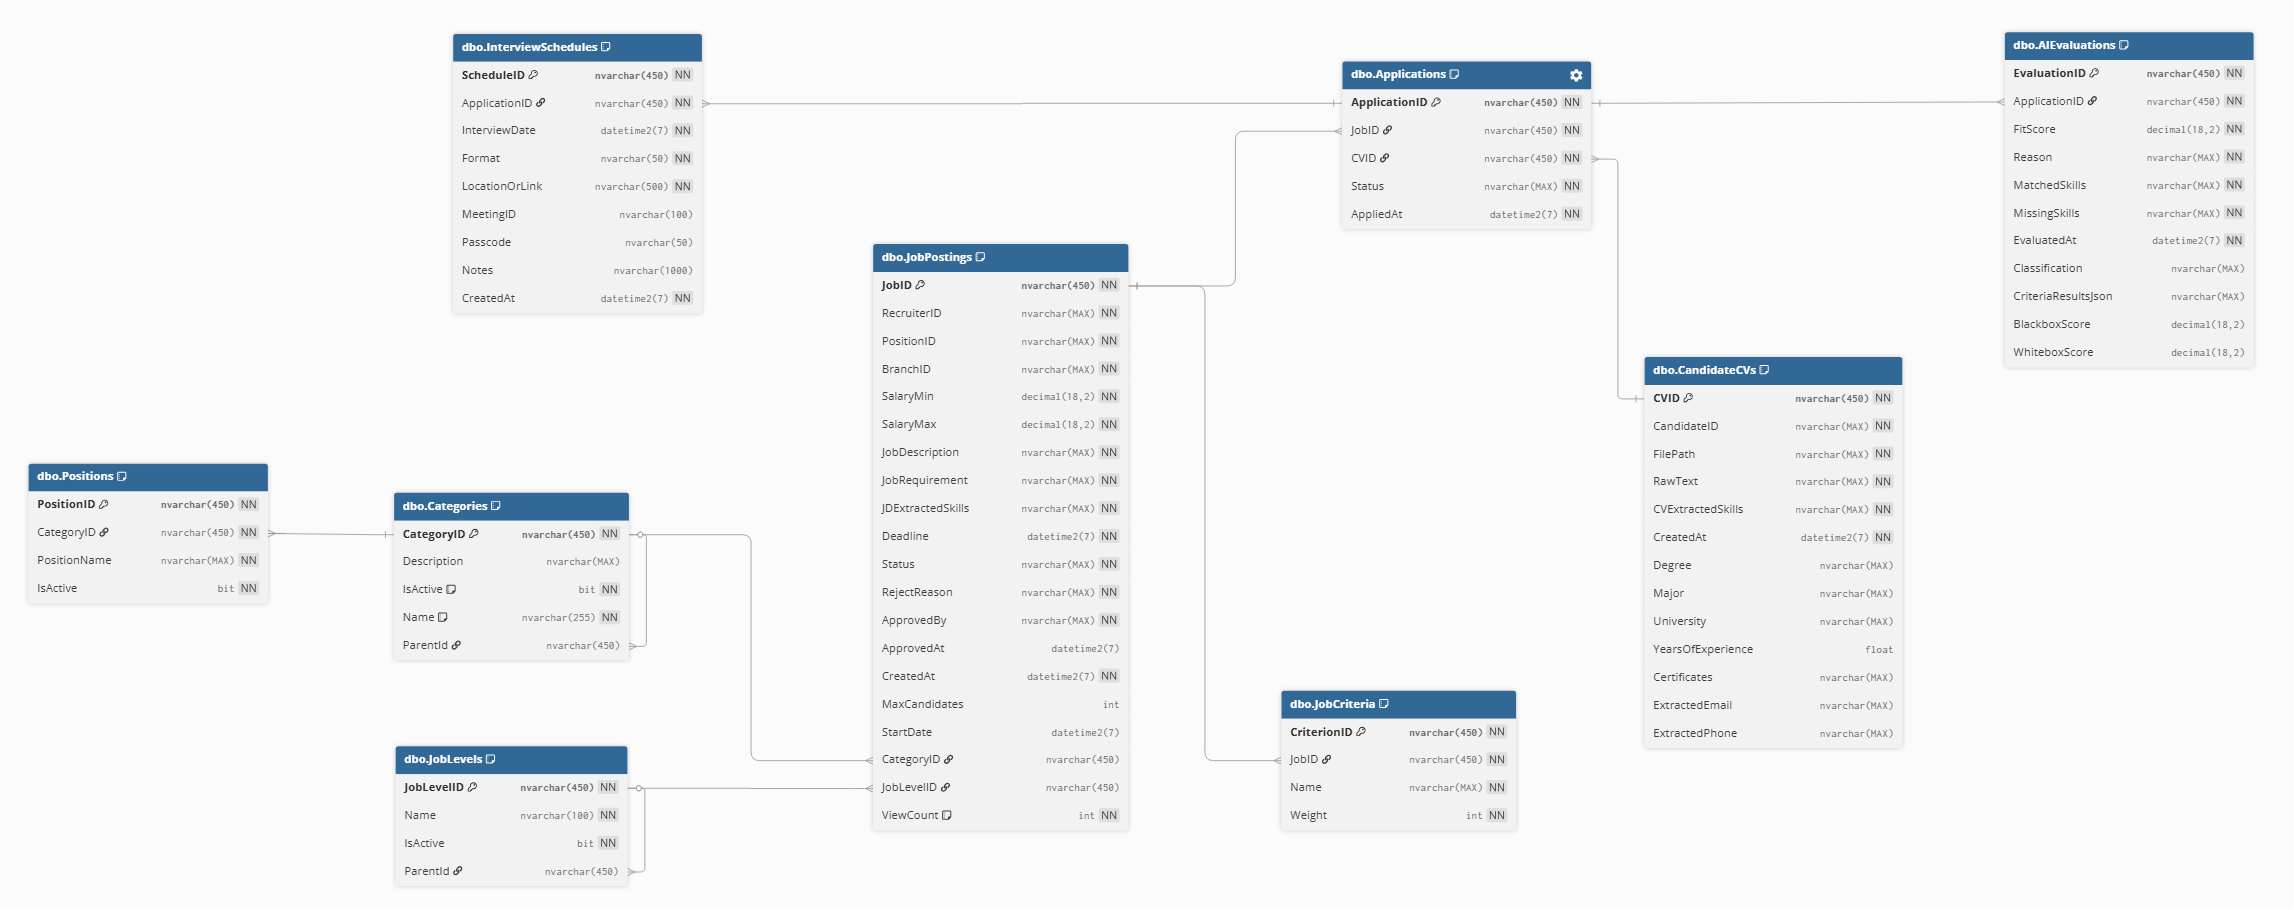 dbo.InterviewSchedules
ScheduleID nvarchar(450) NN
ApplicationID nvarchar(450) NN
InterviewDate datetime2(7) NN
Format nvarchar(50) NN
LocationOrLink nvarchar(500) NN
MeetingID nvarchar(100)
Passcode nvarchar(50)
Notes nvarchar(1000)
CreatedAt datetime2(7) NN
dbo.Applications
ApplicationID nvarchar(450) NN
JobID nvarchar(450) NN
CVID nvarchar(450) NN
Status nvarchar(MAX) NN
AppliedAt datetime2(7) NN
dbo.AIEvaluations
EvaluationID nvarchar(450) NN
ApplicationID nvarchar(450) NN
FitScore decimal(18,2) NN
Reason nvarchar(MAX) NN
MatchedSkills nvarchar(MAX) NN
MissingSkills nvarchar(MAX) NN
EvaluatedAt datetime2(7) NN
Classification nvarchar(MAX)
CriteriaResultsJson nvarchar(MAX)
BlackboxScore decimal(18,2)
WhiteboxScore decimal(18,2)
dbo.JobPostings
JobID nvarchar(450) NN
RecruiterID nvarchar(MAX) NN
PositionID nvarchar(MAX) NN
BranchID nvarchar(MAX) NN
SalaryMin decimal(18,2) NN
SalaryMax decimal(18,2) NN
JobDescription nvarchar(MAX) NN
JobRequirement nvarchar(MAX) NN
JDExtractedSkills nvarchar(MAX) NN
Deadline datetime2(7) NN
Status nvarchar(MAX) NN
RejectReason nvarchar(MAX) NN
ApprovedBy nvarchar(MAX) NN
ApprovedAt datetime2(7)
CreatedAt datetime2(7) NN
MaxCandidates int
StartDate datetime2(7)
CategoryID nvarchar(450)
JobLevelID nvarchar(450)
ViewCount int NN
dbo.CandidateCVs
CVID nvarchar(450) NN
CandidateID nvarchar(MAX) NN
FilePath nvarchar(MAX) NN
RawText nvarchar(MAX) NN
CVExtractedSkills nvarchar(MAX) NN
CreatedAt datetime2(7) NN
Degree nvarchar(MAX)
Major nvarchar(MAX)
University nvarchar(MAX)
YearsOfExperience float
Certificates nvarchar(MAX)
ExtractedEmail nvarchar(MAX)
ExtractedPhone nvarchar(MAX)
dbo.Positions
PositionID nvarchar(450) NN
CategoryID nvarchar(450) NN
PositionName nvarchar(MAX) NN
IsActive bit NN
dbo.Categories
CategoryID nvarchar(450) NN
Description nvarchar(MAX)
IsActive bit NN
Name nvarchar(255) NN
ParentId nvarchar(450)
dbo.JobLevels
JobLevelID nvarchar(450) NN
Name nvarchar(100) NN
IsActive bit NN
ParentId nvarchar(450)
dbo.JobCriteria
CriterionID nvarchar(450) NN
JobID nvarchar(450) NN
Name nvarchar(MAX) NN
Weight int NN